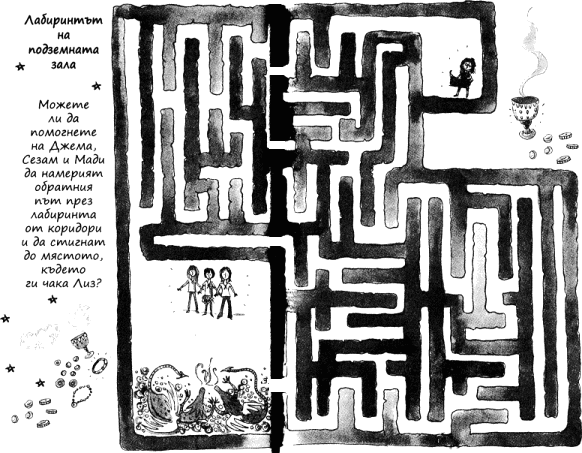 Лабиринтът
на
подземната
зала
Можете
ли да
помогнете
на Джема,
Сезам и Мади
да намерият
обратния
път през
лабиринта
от коридори
и да стигнат
до мястото,
където
ги чака Лиз?